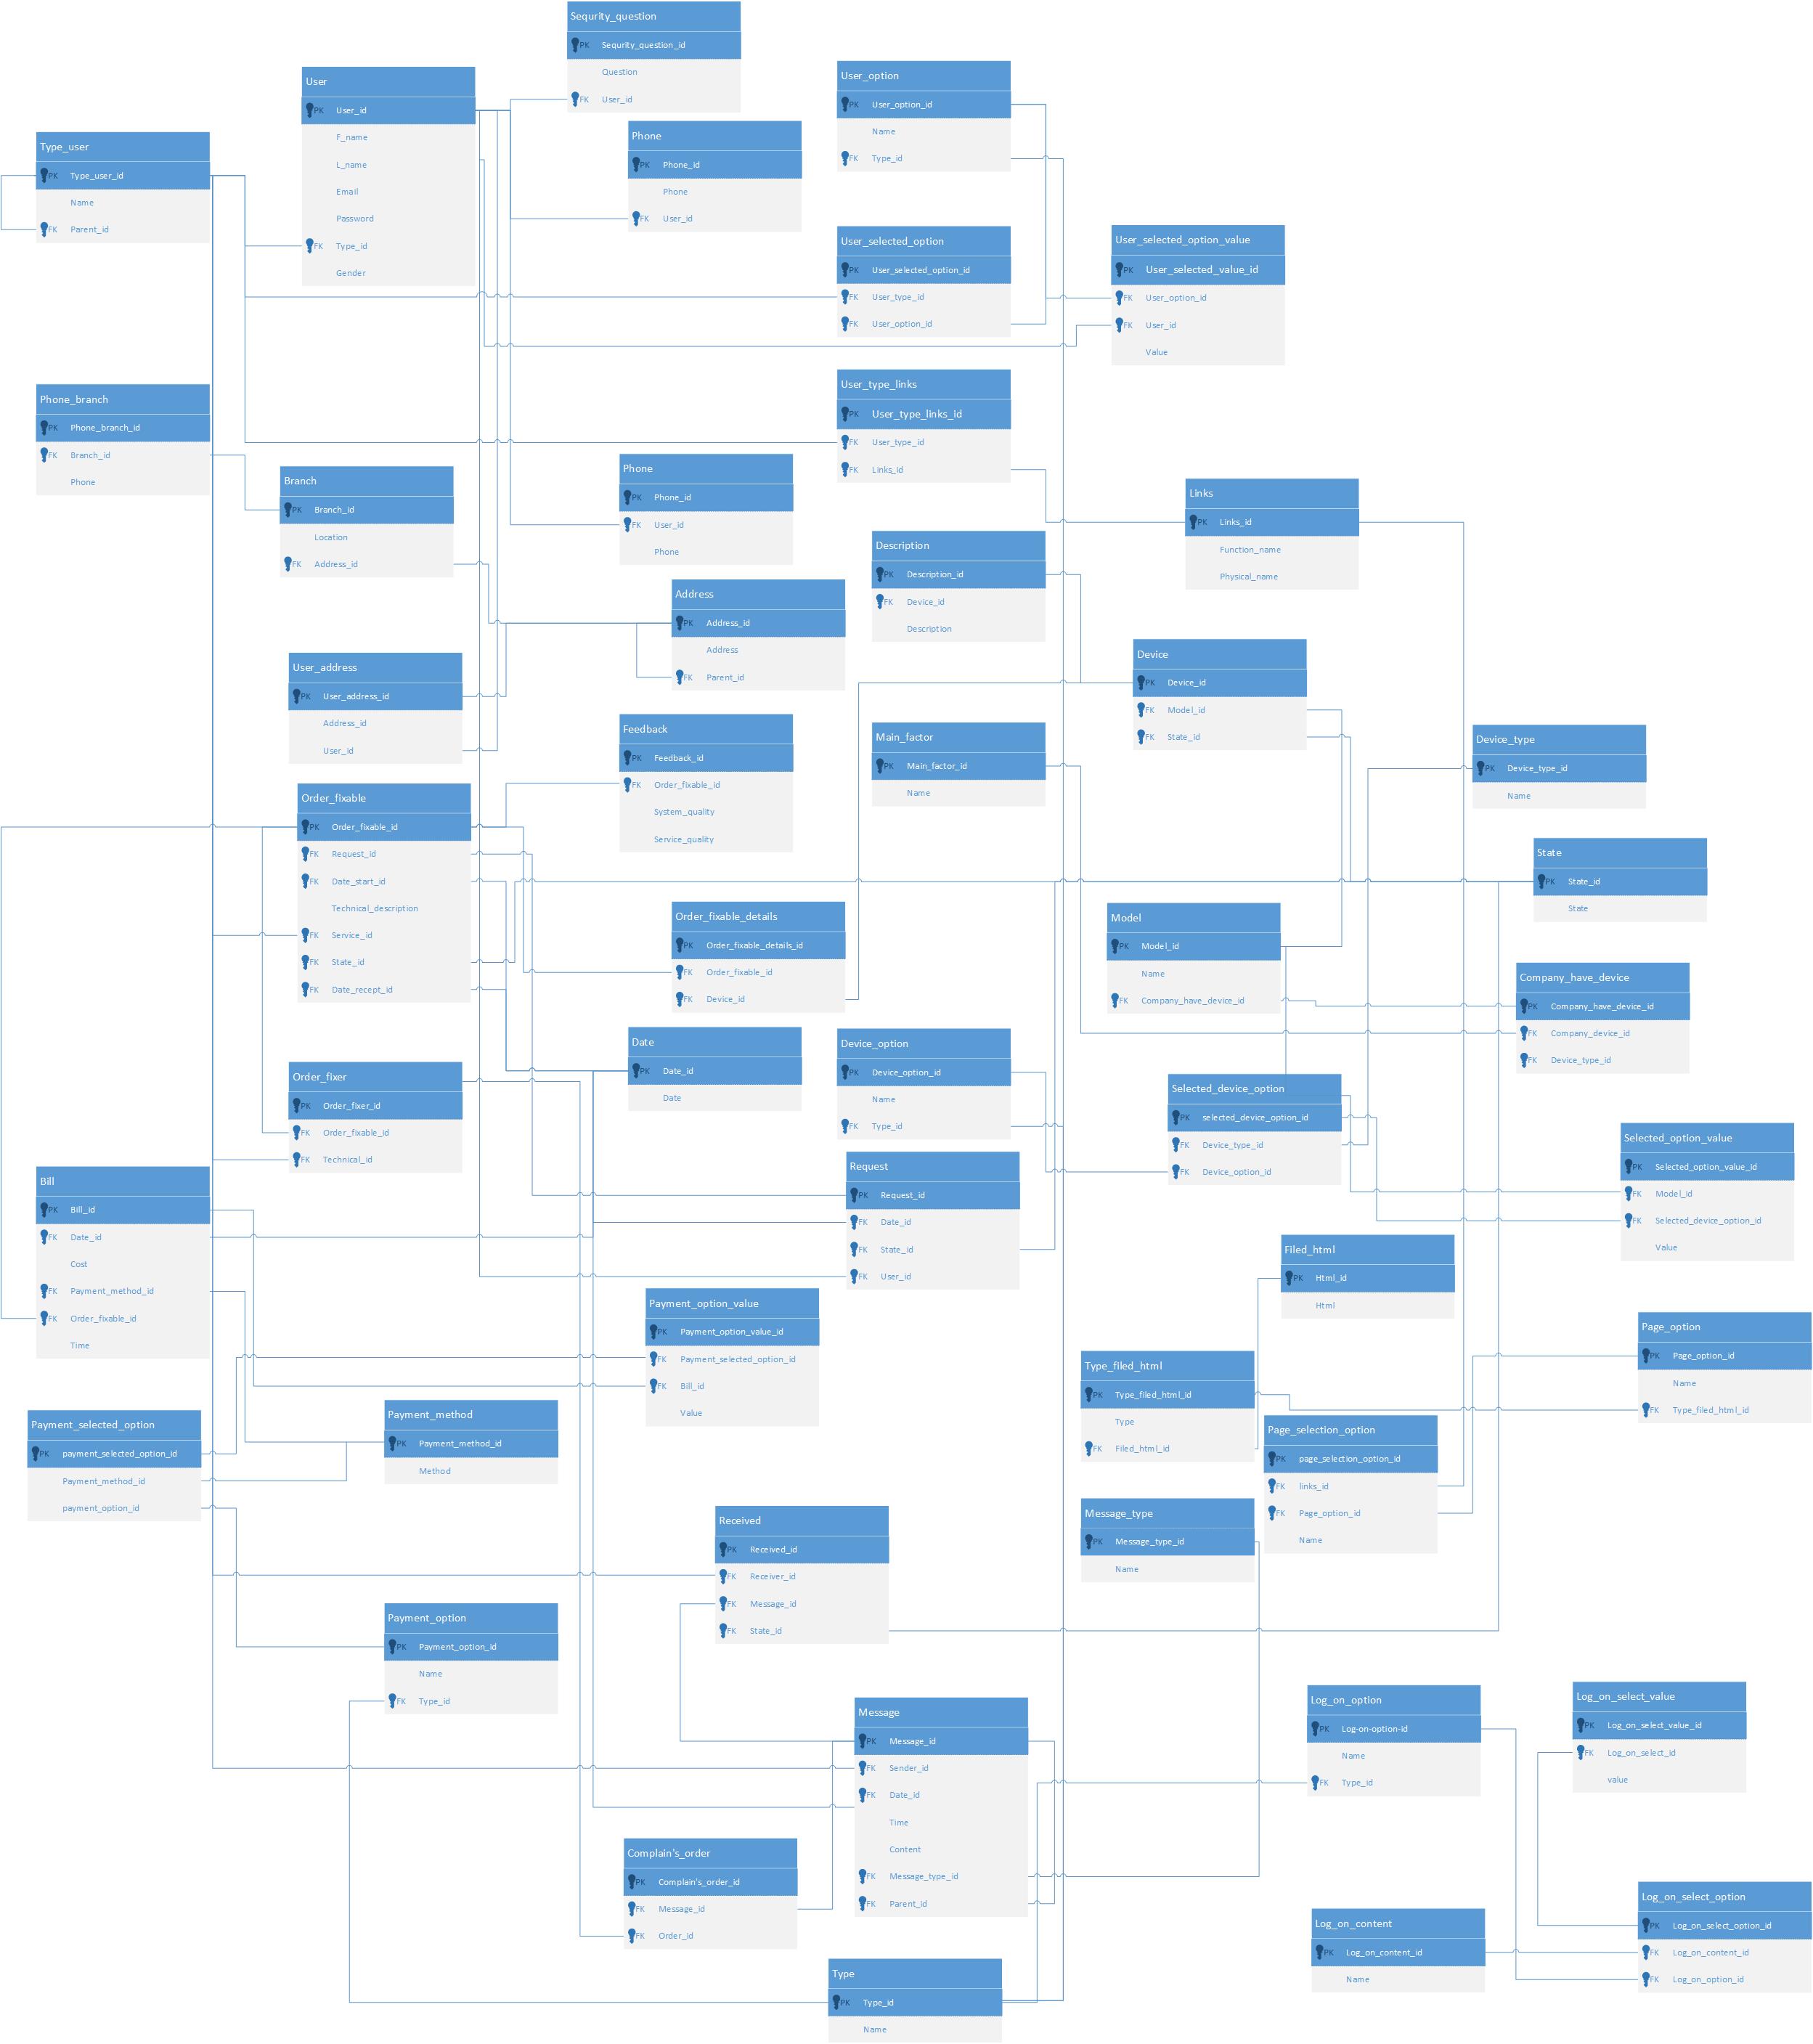 Sequrity_question
PK Sequrity_question_id
Question
FK User_id
User
PK User_id
F_name
L_name
Email
Password
FK Type_id
Gender
User_option
PK User_option_id
Name
FK Type_id
Type_user
PK Type_user_id
Name
FK Parent_id
Phone
PK Phone_id
Phone
FK User_id
User_selected_option
PK User_selected_option_id
FK User_type_id
FK User_option_id
User_selected_option_value
PK User_selected_value_id
FK User_option_id
FK User_id
Value
User_type_links
PK User_type_links_id
FK User_type_id
FK Links_id
Phone_branch
PK Phone_branch_id
FK Branch_id
Phone
Branch
PK Branch_id
Location
FK Address_id
Phone
PK Phone_id
FK User_id
Phone
Links
PK Links_id
Function_name
Physical_name
Description
PK Description_id
FK Device_id
Description
Address
PK Address_id
Address
FK Parent_id
User_address
PK User_address_id
Address_id
User_id
Device
PK Device_id
FK Model_id
FK State_id
Feedback
PK Feedback_id
FK Order_fixable_id
System_quality
Service_quality
Main_factor
PK Main_factor_id
Name
Device_type
PK Device_type_id
Name
Order_fixable
PK Order_fixable_id
FK Request_id
FK Date_start_id
Technical_description
FK Service_id
FK State_id
FK Date_recept_id
State
PK State_id
State
Order_fixable_details
PK Order_fixable_details_id
FK Order_fixable_id
FK Device_id
Model
PK Model_id
Name
FK Company_have_device_id
Company_have_device
PK Company_have_device_id
FK Company_device_id
FK Device_type_id
Date
PK Date_id
Date
Device_option
PK Device_option_id
Name
FK Type_id
Order_fixer
PK Order_fixer_id
FK Order_fixable_id
FK Technical_id
Selected_device_option
PK selected_device_option_id
FK Device_type_id
FK Device_option_id
Selected_option_value
PK Selected_option_value_id
FK Model_id
FK Selected_device_option_id
Value
Request
PK Request_id
FK Date_id
FK State_id
FK User_id
Bill
PK Bill_id
FK Date_id
Cost
FK Payment_method_id
FK Order_fixable_id
Time
Filed_html
PK Html_id
Html
Payment_option_value
PK Payment_option_value_id
FK Payment_selected_option_id
FK Bill_id
Value
Page_option
PK Page_option_id
Name
FK Type_filed_html_id
Type_filed_html
PK Type_filed_html_id
Type
FK Filed_html_id
Payment_selected_option
PK payment_selected_option_id
Payment_method_id
payment_option_id
Payment_method
PK Payment_method_id
Method
Page_selection_option
PK page_selection_option_id
FK links_id
FK Page_option_id
Name
Message_type
PK Message_type_id
Name
Received
PK Received_id
FK Receiver_id
FK Message_id
FK State_id
Payment_option
PK Payment_option_id
Name
FK Type_id
Message
PK Message_id
FK Sender_id
FK Date_id
Time
Content
FK Message_type_id
FK Parent_id
Log_on_option
PK Log-on-option-id
Name
FK Type_id
Log_on_select_value
PK Log_on_select_value_id
FK Log_on_select_id
value
Complain's_order
PK Complain's_order_id
FK Message_id
FK Order_id
Log_on_content
PK Log_on_content_id
Name
Log_on_select_option
PK Log_on_select_option_id
FK Log_on_content_id
FK Log_on_option_id
Type
PK Type_id
Name